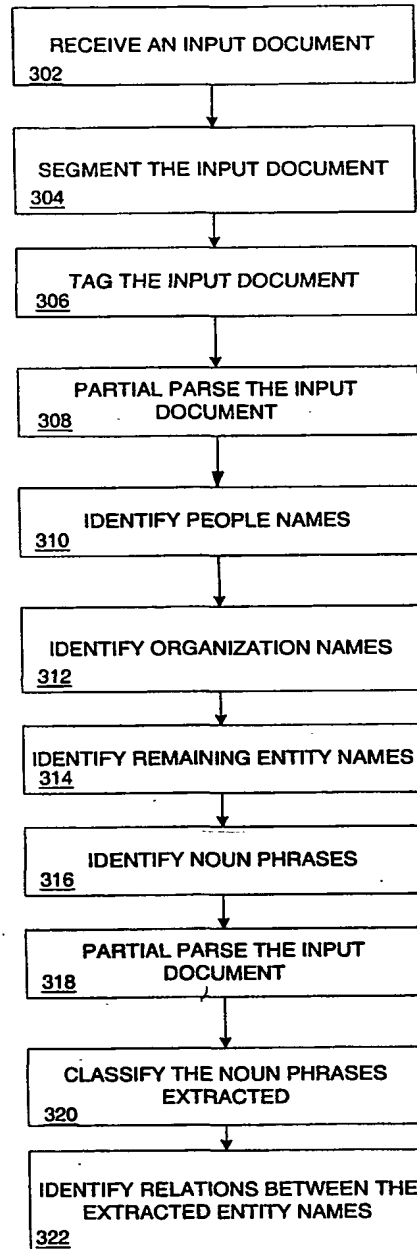 RECEIVE AN INPUT DOCUMENT
302
SEGMENT THE INPUT DOCUMENT
304
TAG THE INPUT DOCUMENT
306
PARTIAL PARSE THE INPUT
DOCUMENT
308
IDENTIFY PEOPLE NAMES
310
IDENTIFY ORGANIZATION NAMES
312
IDENTIFY REMAINING ENTITY NAMES
314
IDENTIFY NOUN PHRASES
316
PARTIAL PARSE THE INPUT
DOCUMENT
318
CLASSIFY THE NOUN PHRASES
EXTRACTED
320
IDENTIFY RELATIONS BETWEEN THE
EXTRACTED ENTITY NAMES
322